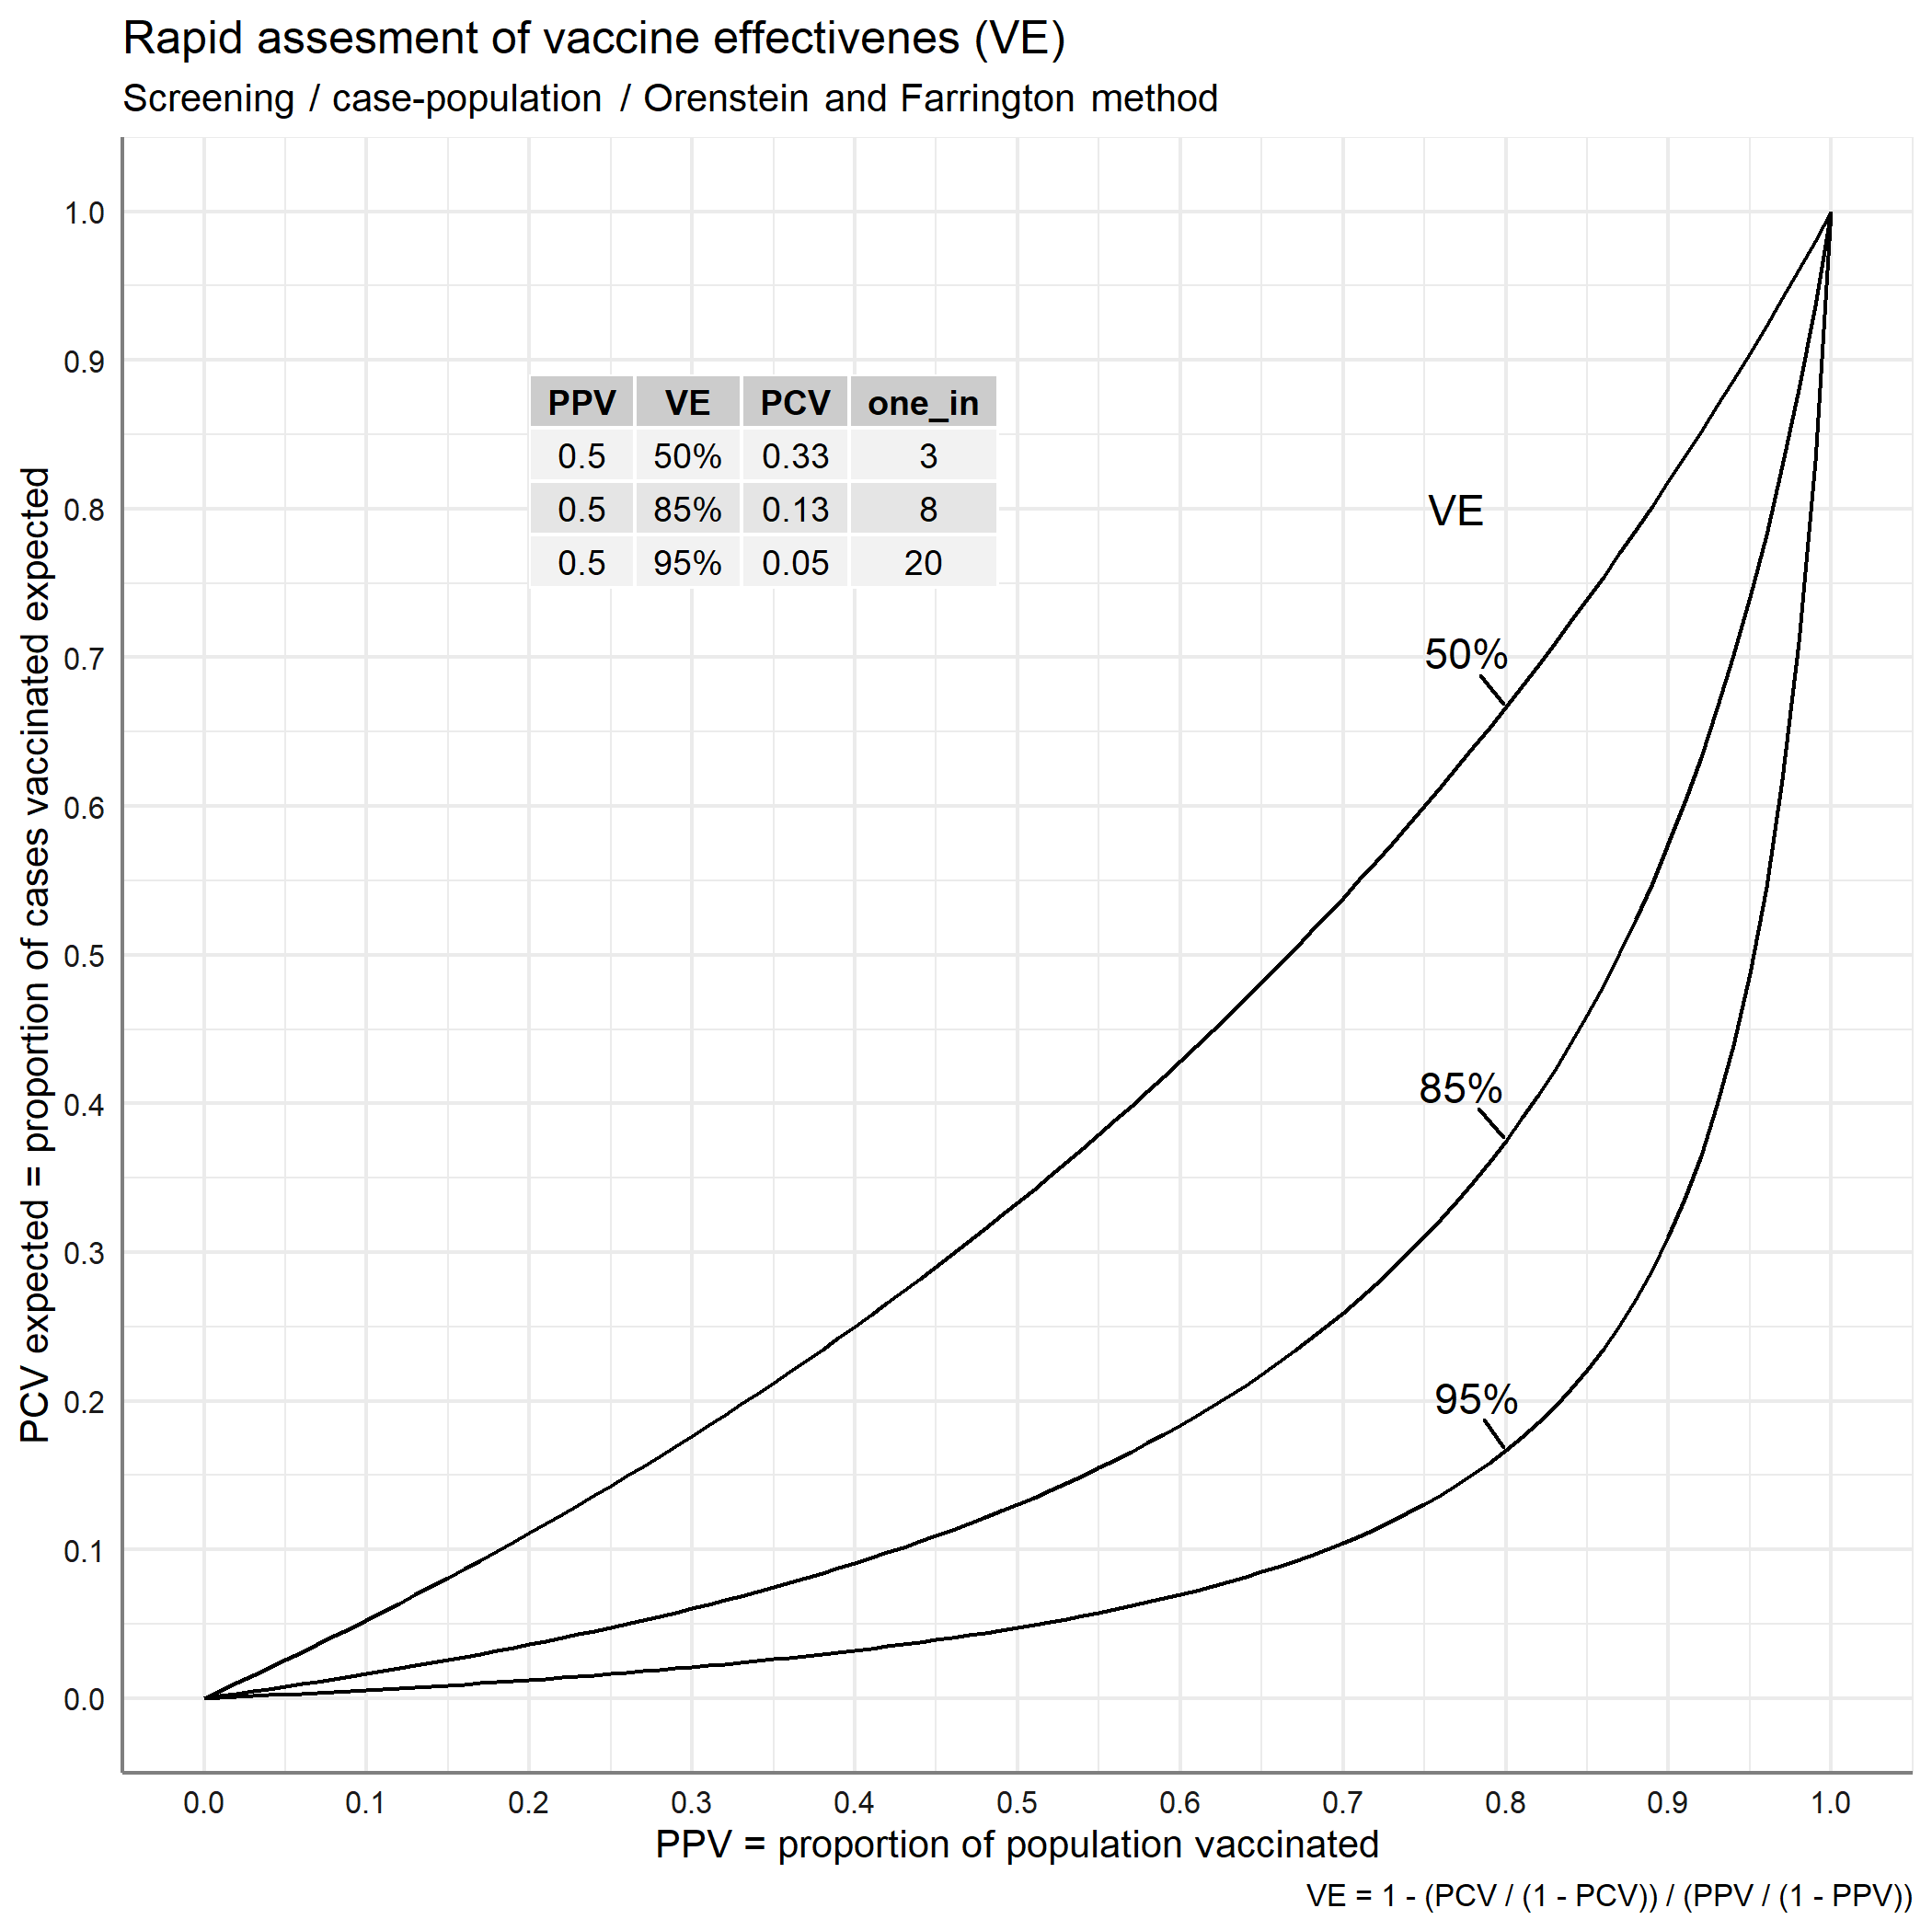 Rapid assesment of vaccine effectivenes (VE)
Screening / case-population / Orenstein and Farrington method
PCV expected = proportion of cases vaccinated expected
1.0
0.9
0.8
0.7
0.6
0.5
0.4
0.3
0.2
0.1
0.0
PPV VE PCV one_in
0.5 50% 0.33 3
0.5 85% 0.13 8
0.5 95% 0.05 20
VE
50%
85%
95%
0.0 0.1 0.2 0.3 0.4 0.5 0.6 0.7 0.8 0.9 1.0
PPV = proportion of population vaccinated
VE = 1 - (PCV / (1 - PCV)) / (PPV / (1 - PPV))